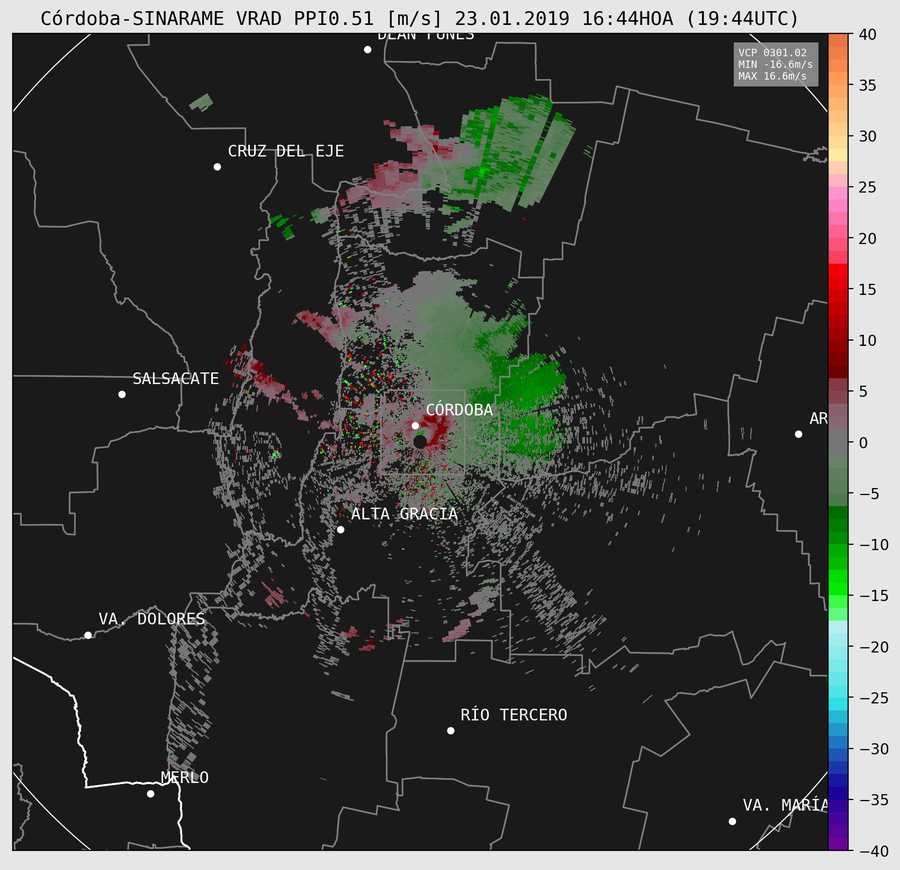 Córdoba-SINARAME VRAD PPI0.51 [m/s] 23.01.2019 16:44HOA (19:44UTC)
DEAN FUNES
VCP 0301.02
MIN -16.6m/s
MAX 16.6m/s
CRUZ DEL EJE
SALSACATE
CÓRDOBA
AR
ALTA GRACIA
VA. DOLORES
RÍO TERCERO
MERLO
VA. MARÍA
40
35
30
25
20
15
10
5
0
−5
−10
−15
−20
−25
−30
−35
−40